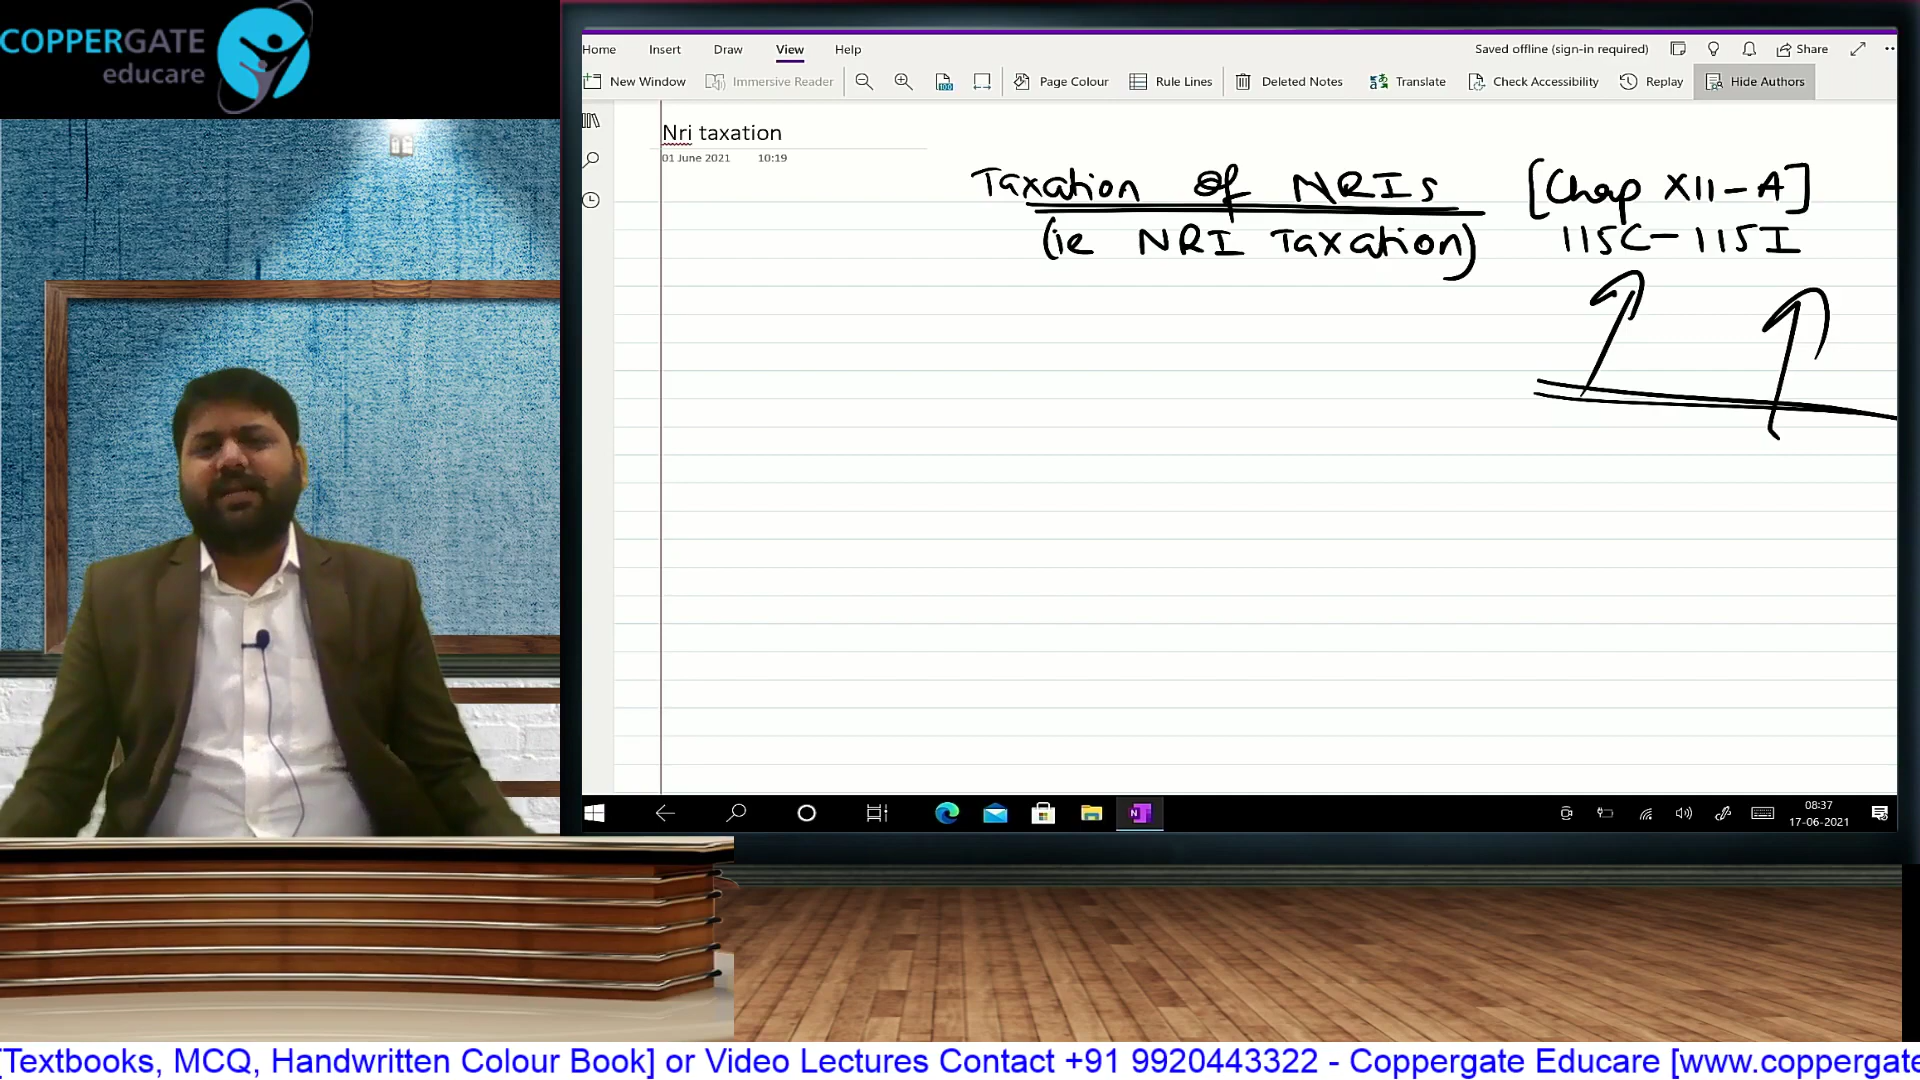 COPPERGATE
educare
Home Insert Draw View Help
Saved offline (sign-in required) Share
New Window Immersive Reader 100 Page Colour Rule Lines Deleted Notes Translate Check Accessibility Replay Hide Authors
Nri taxation
01 June 2021 10:19
Taxation of NRIs [Chap XII-A]
(ie NRI Taxation) 115C - 115I
08:37
17-06-2021
[Textbooks, MCQ, Handwritten Colour Book] or Video Lectures Contact +91 9920443322 - Coppergate Educare [www.coppergate